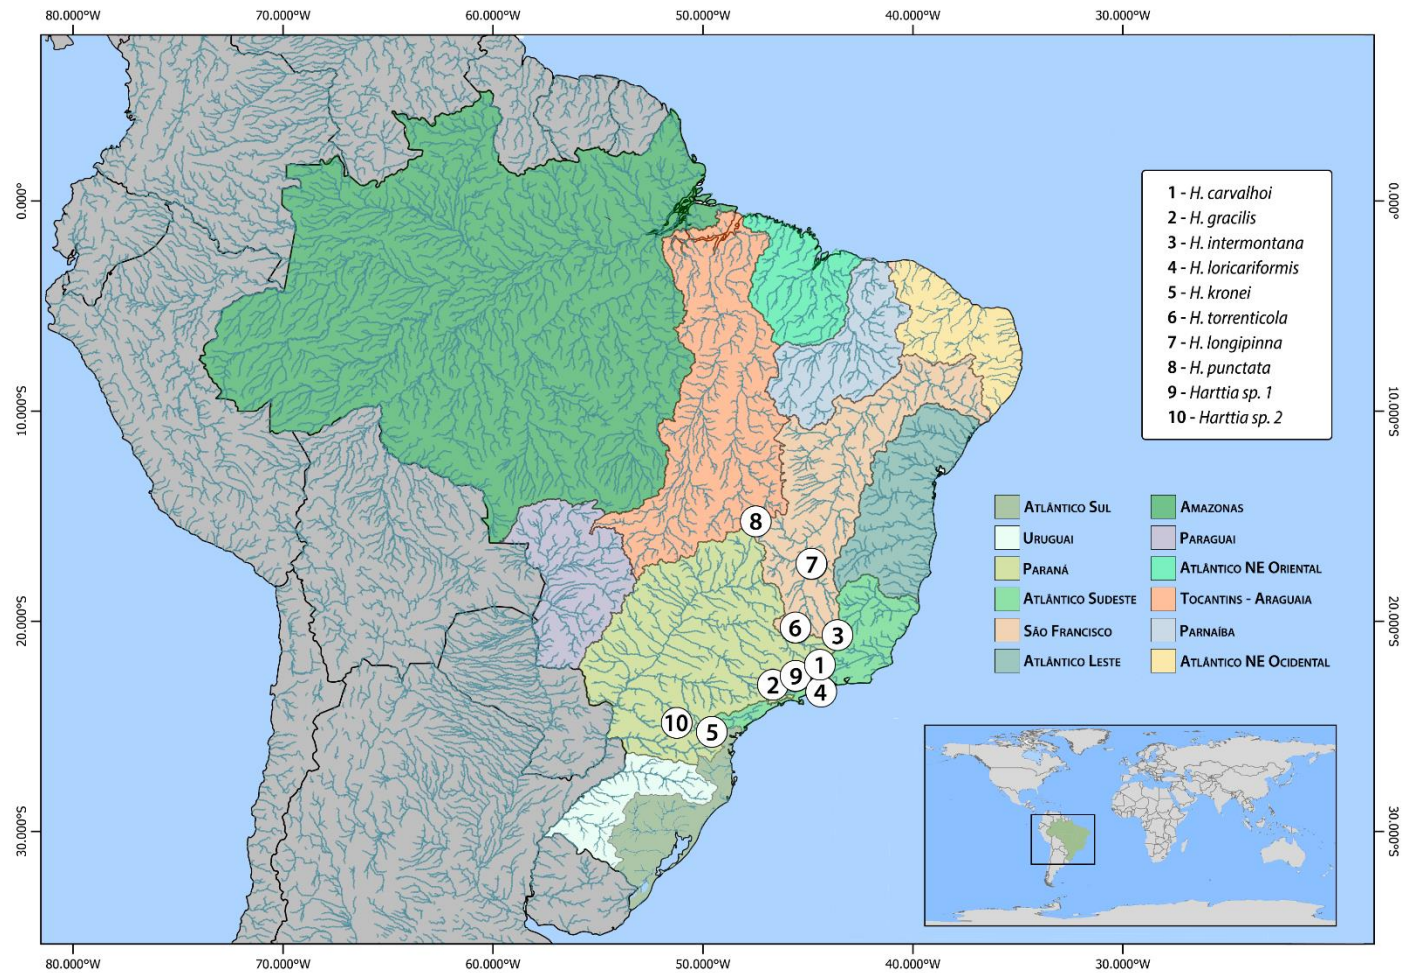 80.000°W 70.000°W 60.000°W 50.000°W 40.000°W 30.000°W
0.000°
10.000°S
20.000°S
30.000°S
0.000°
10.000°S
20.000°S
30.000°S
1 - H. carvalhoi
2 - H. gracilis
3 - H. intermontana
4 - H. loricariformis
5 - H. kronei
6 - H. torrenticola
7 - H. longipinna
8 - H. punctata
9 - Harttia sp. 1
10 - Harttia sp. 2
8
7
6
3
1
9
2
4
10
5
ATLÂNTICO SUL
URUGUAI
PARANÁ
ATLÂNTICO SUDESTE
SÃO FRANCISCO
ATLÂNTICO LESTE
AMAZONAS
PARAGUAI
ATLÂNTICO NE ORIENTAL
TOCANTINS - ARAGUAIA
PARNAÍBA
ATLÂNTICO NE OCIDENTAL
80.000°W 70.000°W 60.000°W 50.000°W 40.000°W 30.000°W